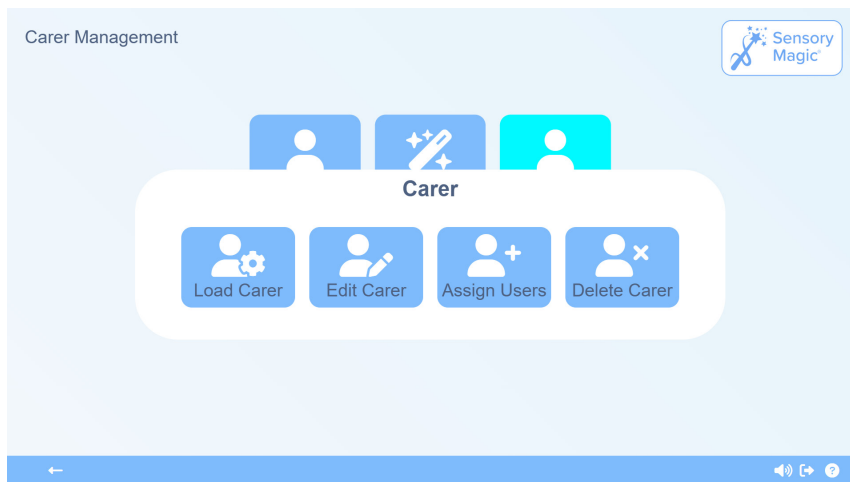 Carer Management
Sensory
Magic
Carer
Load Carer
Edit Carer
Assign Users
Delete Carer
?